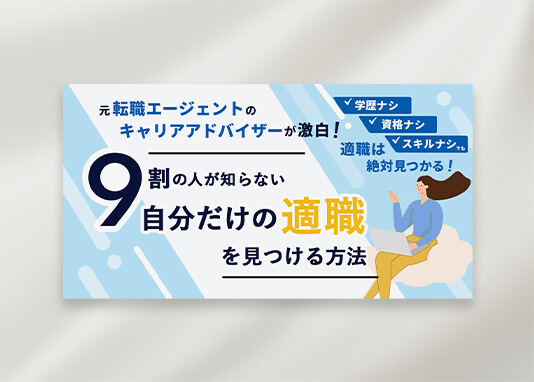 元 転職エージェントの
キャリアアドバイザーが激白！
9割の人が知らない
自分だけの適職
を見つける方法
学歴ナシ
資格ナシ
スキルナシでも
適職は
絶対見つかる！